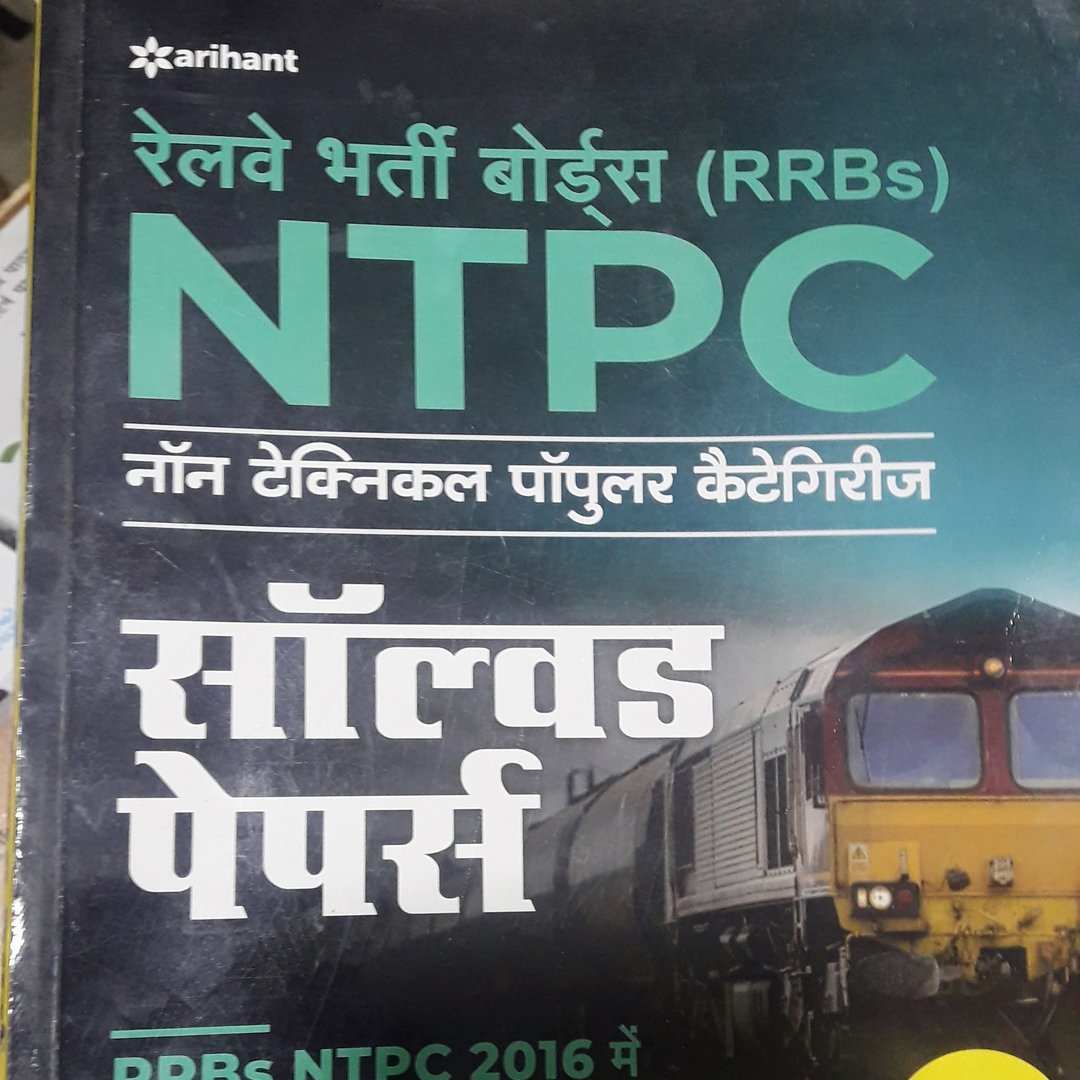 arihant
रेलवे भर्ती बोर्ड्स (RRBs)
NTPC
नॉन टेक्निकल पॉपुलर कैटेगिरीज
सॉल्वड
पेपर्स
RRBs NTPC 2016 में